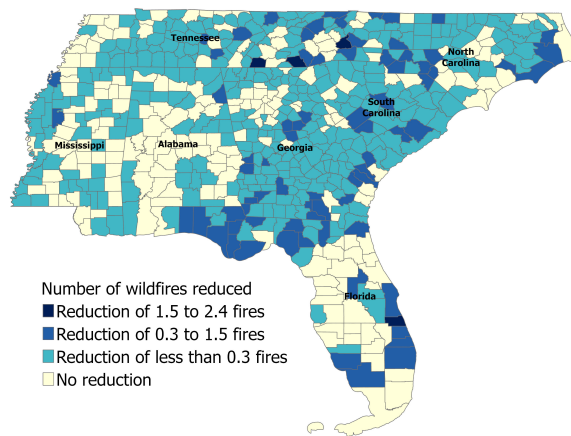 Tennessee
North
Carolina
South
Carolina
Mississippi
Alabama
Georgia
Florida
Number of wildfires reduced
Reduction of 1.5 to 2.4 fires
Reduction of 0.3 to 1.5 fires
Reduction of less than 0.3 fires
No reduction